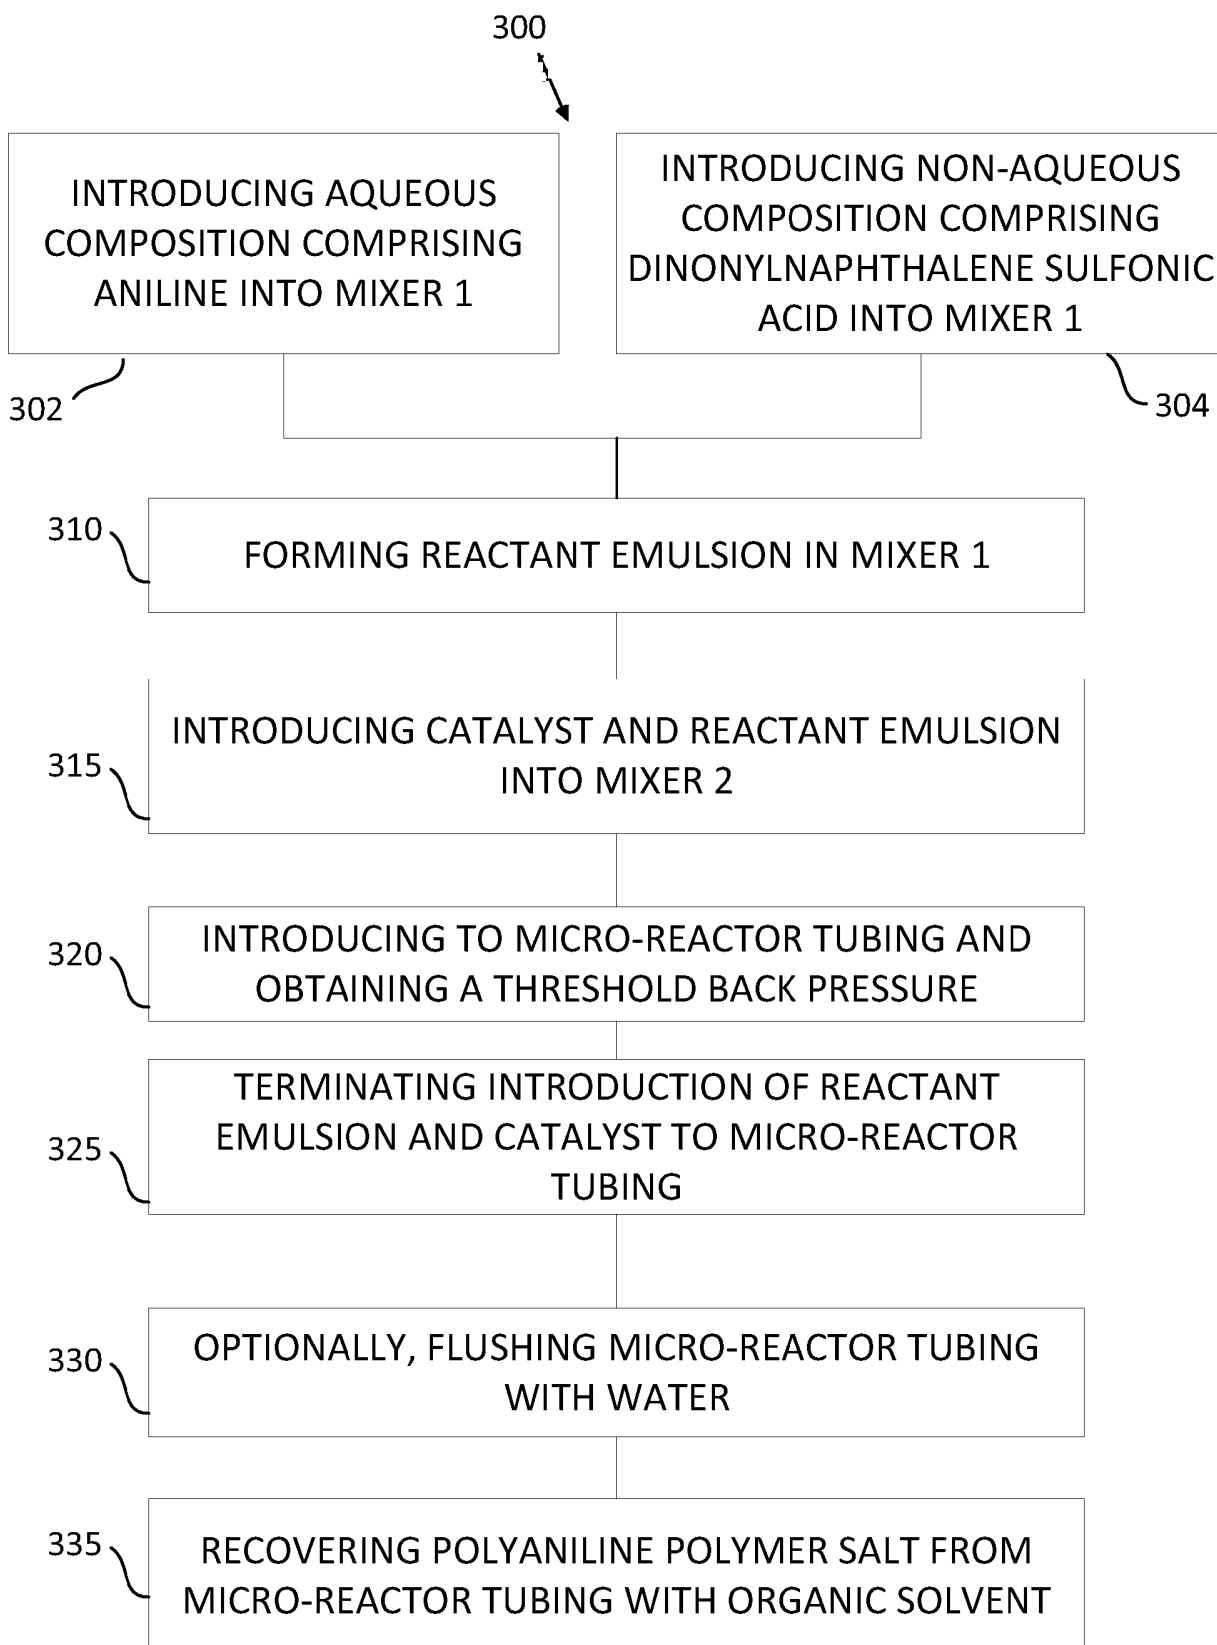 300
INTRODUCING AQUEOUS
COMPOSITION COMPRISING
ANILINE INTO MIXER 1
302
INTRODUCING NON-AQUEOUS
COMPOSITION COMPRISING
DINONYLNAPHTHALENE SULFONIC
ACID INTO MIXER 1
304
310
FORMING REACTANT EMULSION IN MIXER 1
315
INTRODUCING CATALYST AND REACTANT EMULSION
INTO MIXER 2
320
INTRODUCING TO MICRO-REACTOR TUBING AND
OBTAINING A THRESHOLD BACK PRESSURE
325
TERMINATING INTRODUCTION OF REACTANT
EMULSION AND CATALYST TO MICRO-REACTOR
TUBING
330
OPTIONALLY, FLUSHING MICRO-REACTOR TUBING
WITH WATER
335
RECOVERING POLYANILINE POLYMER SALT FROM
MICRO-REACTOR TUBING WITH ORGANIC SOLVENT